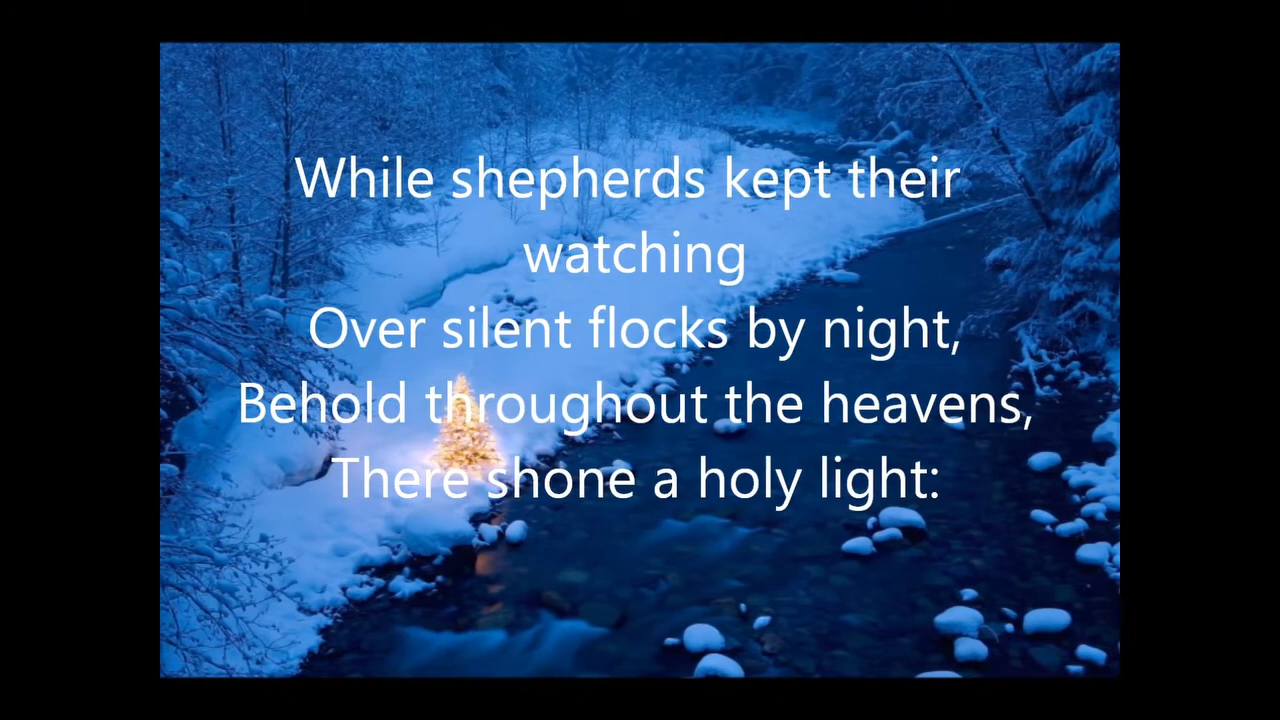 While shepherds kept their
watching
Over silent flocks by night,
Behold throughout the heavens,
There shone a holy light: